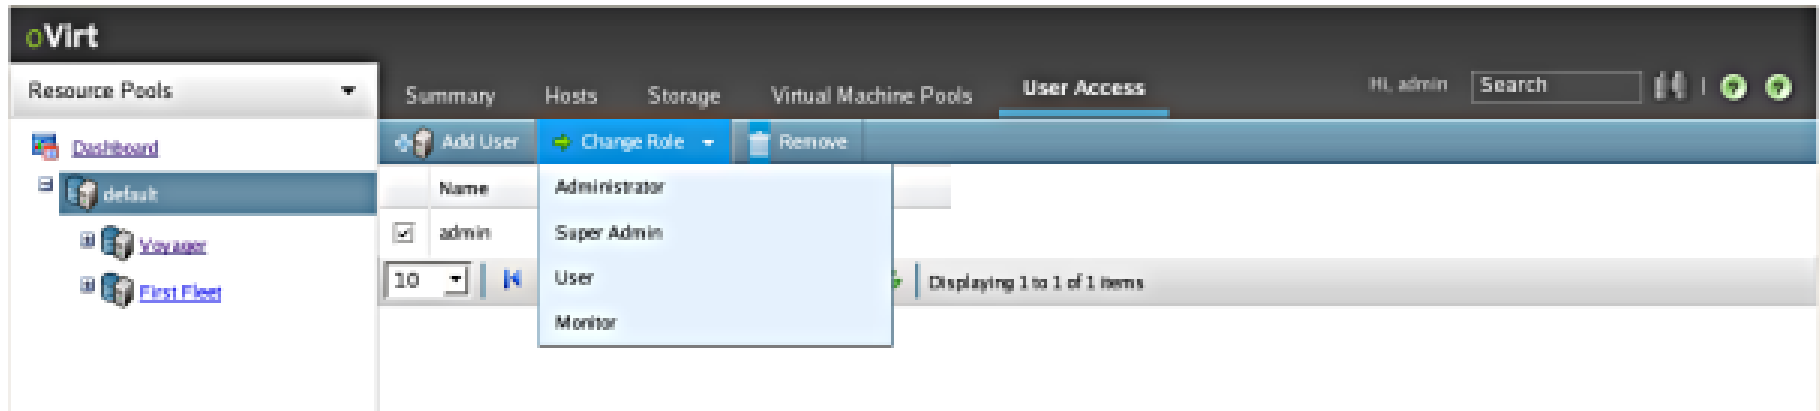 oVirt
Resource Pools
Summary Hosts Storage Virtual Machine Pools User Access
Hi, admin Search
Dashboard
default
Voyager
First Fleet
Add User Change Role Remove
Name
admin
Administrator
Super Admin
User
Monitor
10 Displaying 1 to 1 of 1 items